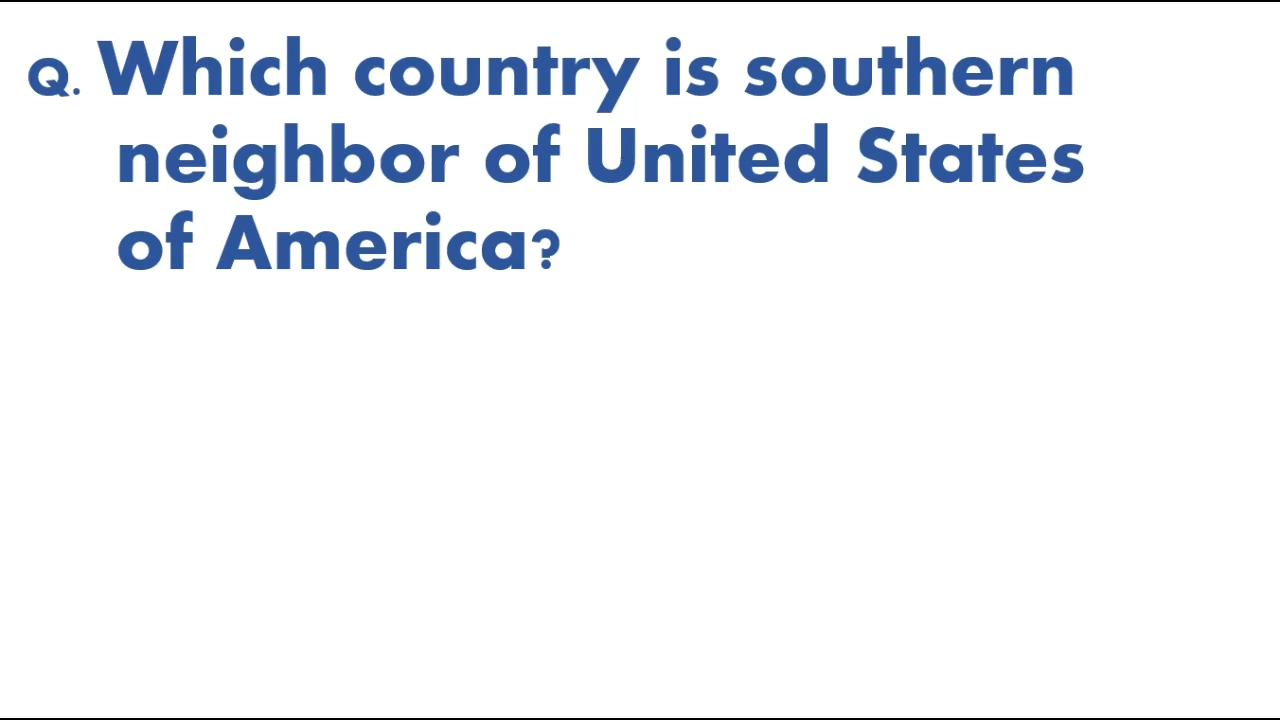 Q. Which country is southern
neighbor of United States
of America?